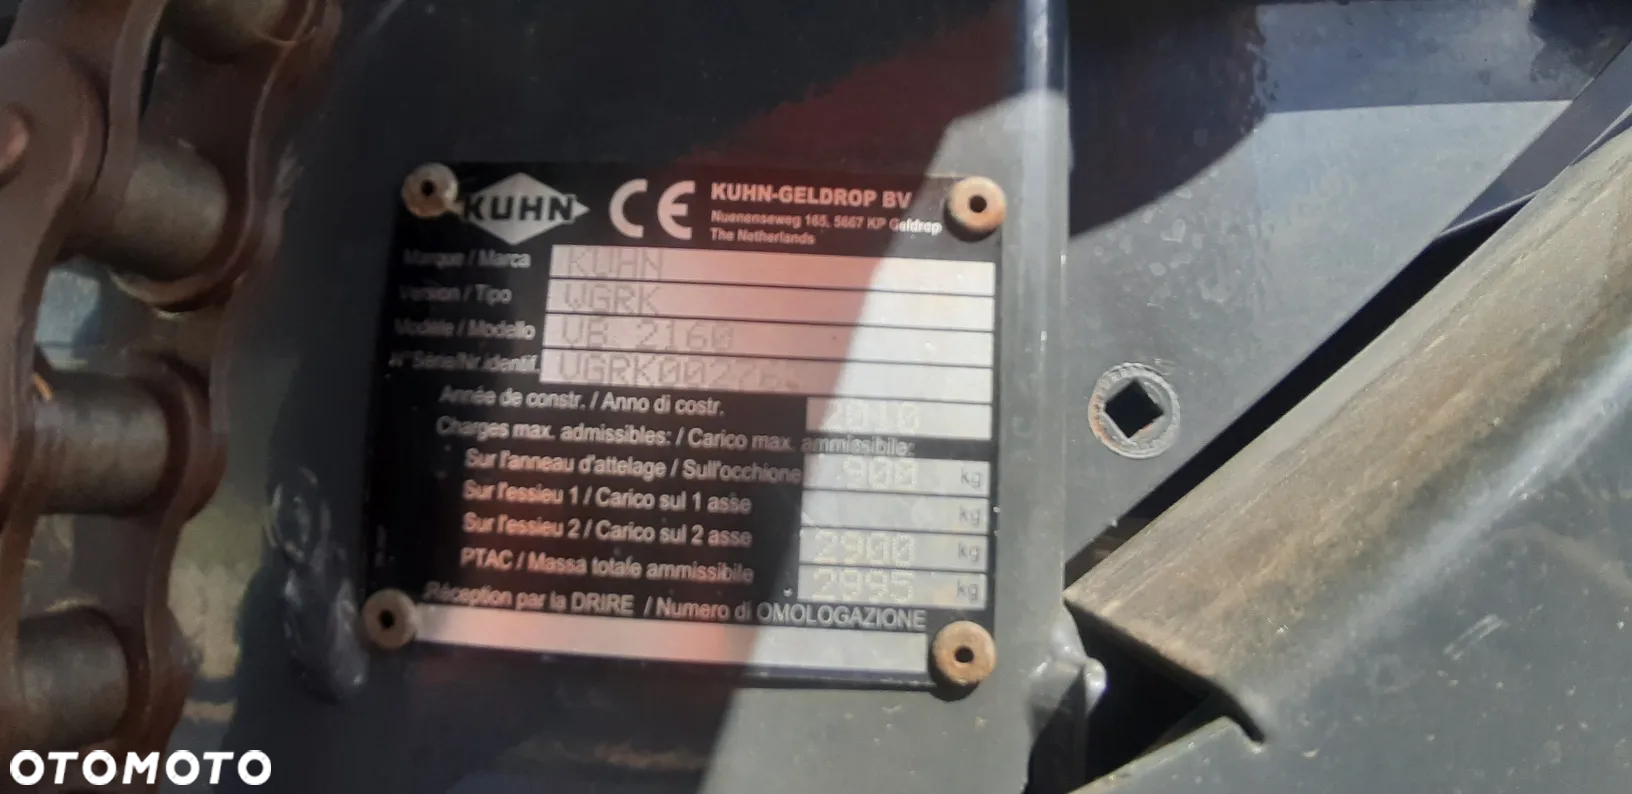 KUHN CE KUHN-GELDROP BV
Nuenenseweg 165, 5667 KP Geldrop
The Netherlands
Marque / Marca KUHN
Version / Tipo VGRK
Modèle / Modello VB 2160
N° Série/Nr.identif.
Année de constr. / Anno di costr. 2010
Charges max. admissibles: / Carico max. ammissibile:
Sur l'anneau d'attelage / Sull'occhione 900 kg
Sur l'essieu 1 / Carico sul 1 asse kg
Sur l'essieu 2 / Carico sul 2 asse 2900 kg
PTAC / Massa totale ammissibile 2995 kg
Réception par la DRIRE / Numero di OMOLOGAZIONE
OTOMOTO